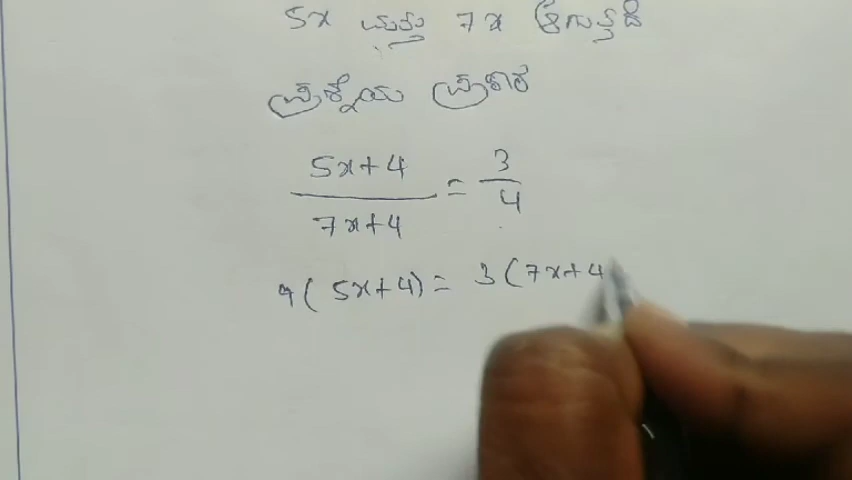 5x ಮತ್ತು 7x ಆಗಿರುತ್ತದೆ
ಪ್ರಶ್ನೆಯ ಪ್ರಕಾರ
5x+4 / 7x+4 = 3/4
4(5x+4) = 3(7x+4